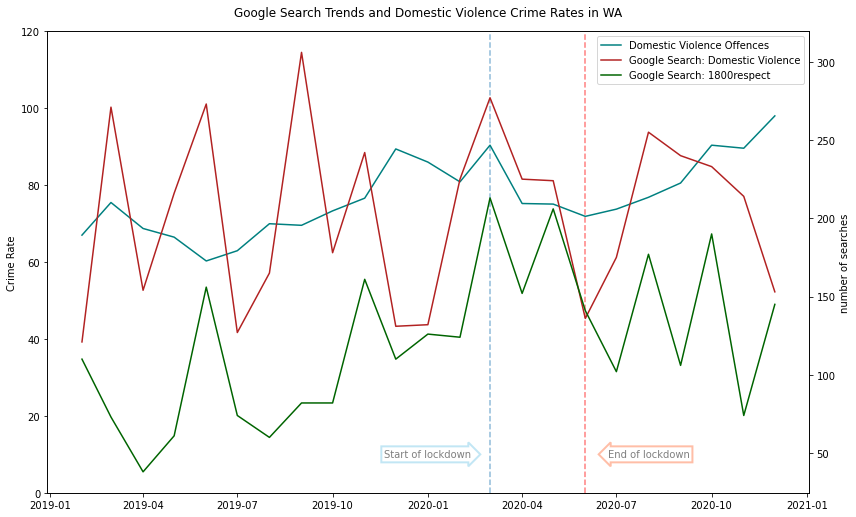 Google Search Trends and Domestic Violence Crime Rates in WA
120
100
80
60
40
20
0
Crime Rate
Domestic Violence Offences
Google Search: Domestic Violence
Google Search: 1800respect
Start of lockdown
End of lockdown
300
250
200
150
100
50
number of searches
2019-01
2019-04
2019-07
2019-10
2020-01
2020-04
2020-07
2020-10
2021-01